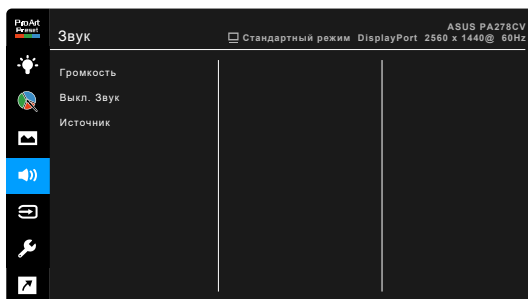 ProArt
Preset
Звук
ASUS PA278CV
Стандартный режим DisplayPort 2560 x 1440@ 60Hz
Громкость
Выкл. Звук
Источник